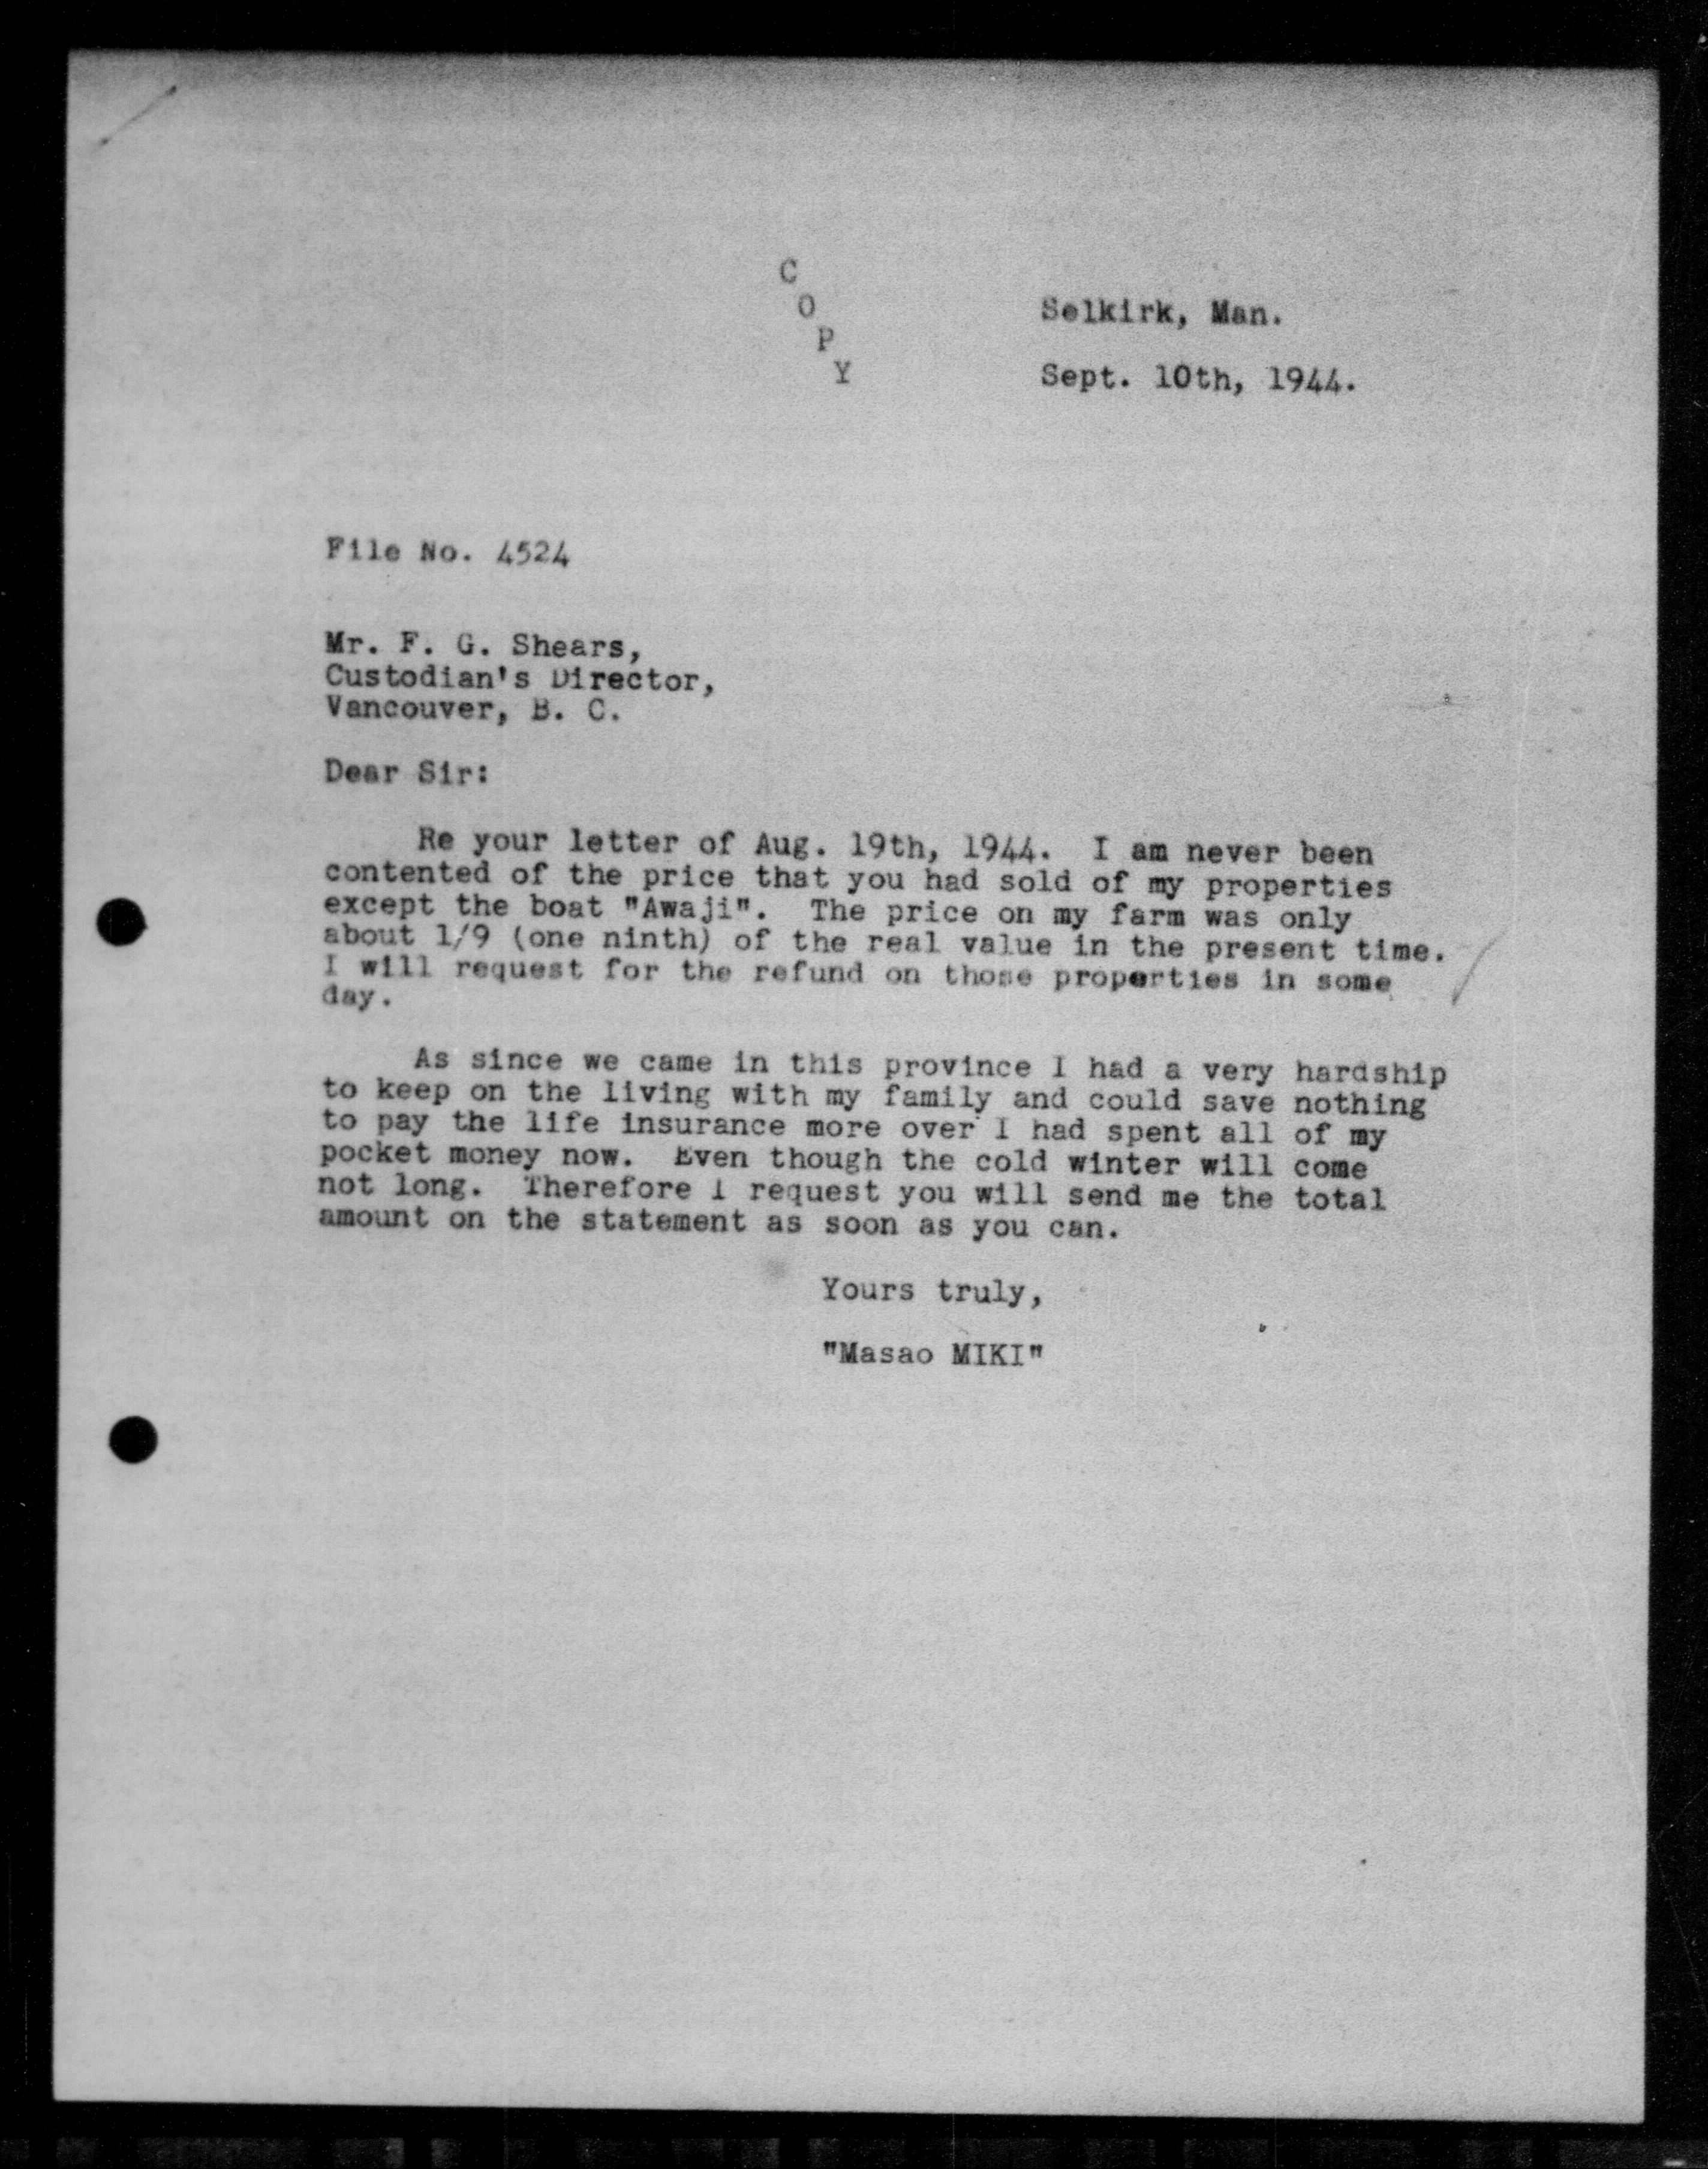 C
O
P
Y
Selkirk, Man.
Sept. 10th, 1944.
File No. 4524
Mr. F. G. Shears,
Custodian's Director,
Vancouver, B. C.
Dear Sir:
Re your letter of Aug. 19th, 1944. I am never been
contented of the price that you had sold of my properties
except the boat "Awaji". The price on my farm was only
about 1/9 (one ninth) of the real value in the present time.
I will request for the refund on those properties in some
day.
As since we came in this province I had a very hardship
to keep on the living with my family and could save nothing
to pay the life insurance more over I had spent all of my
pocket money now. Even though the cold winter will come
not long. Therefore I request you will send me the total
amount on the statement as soon as you can.
Yours truly,
"Masao MIKI"